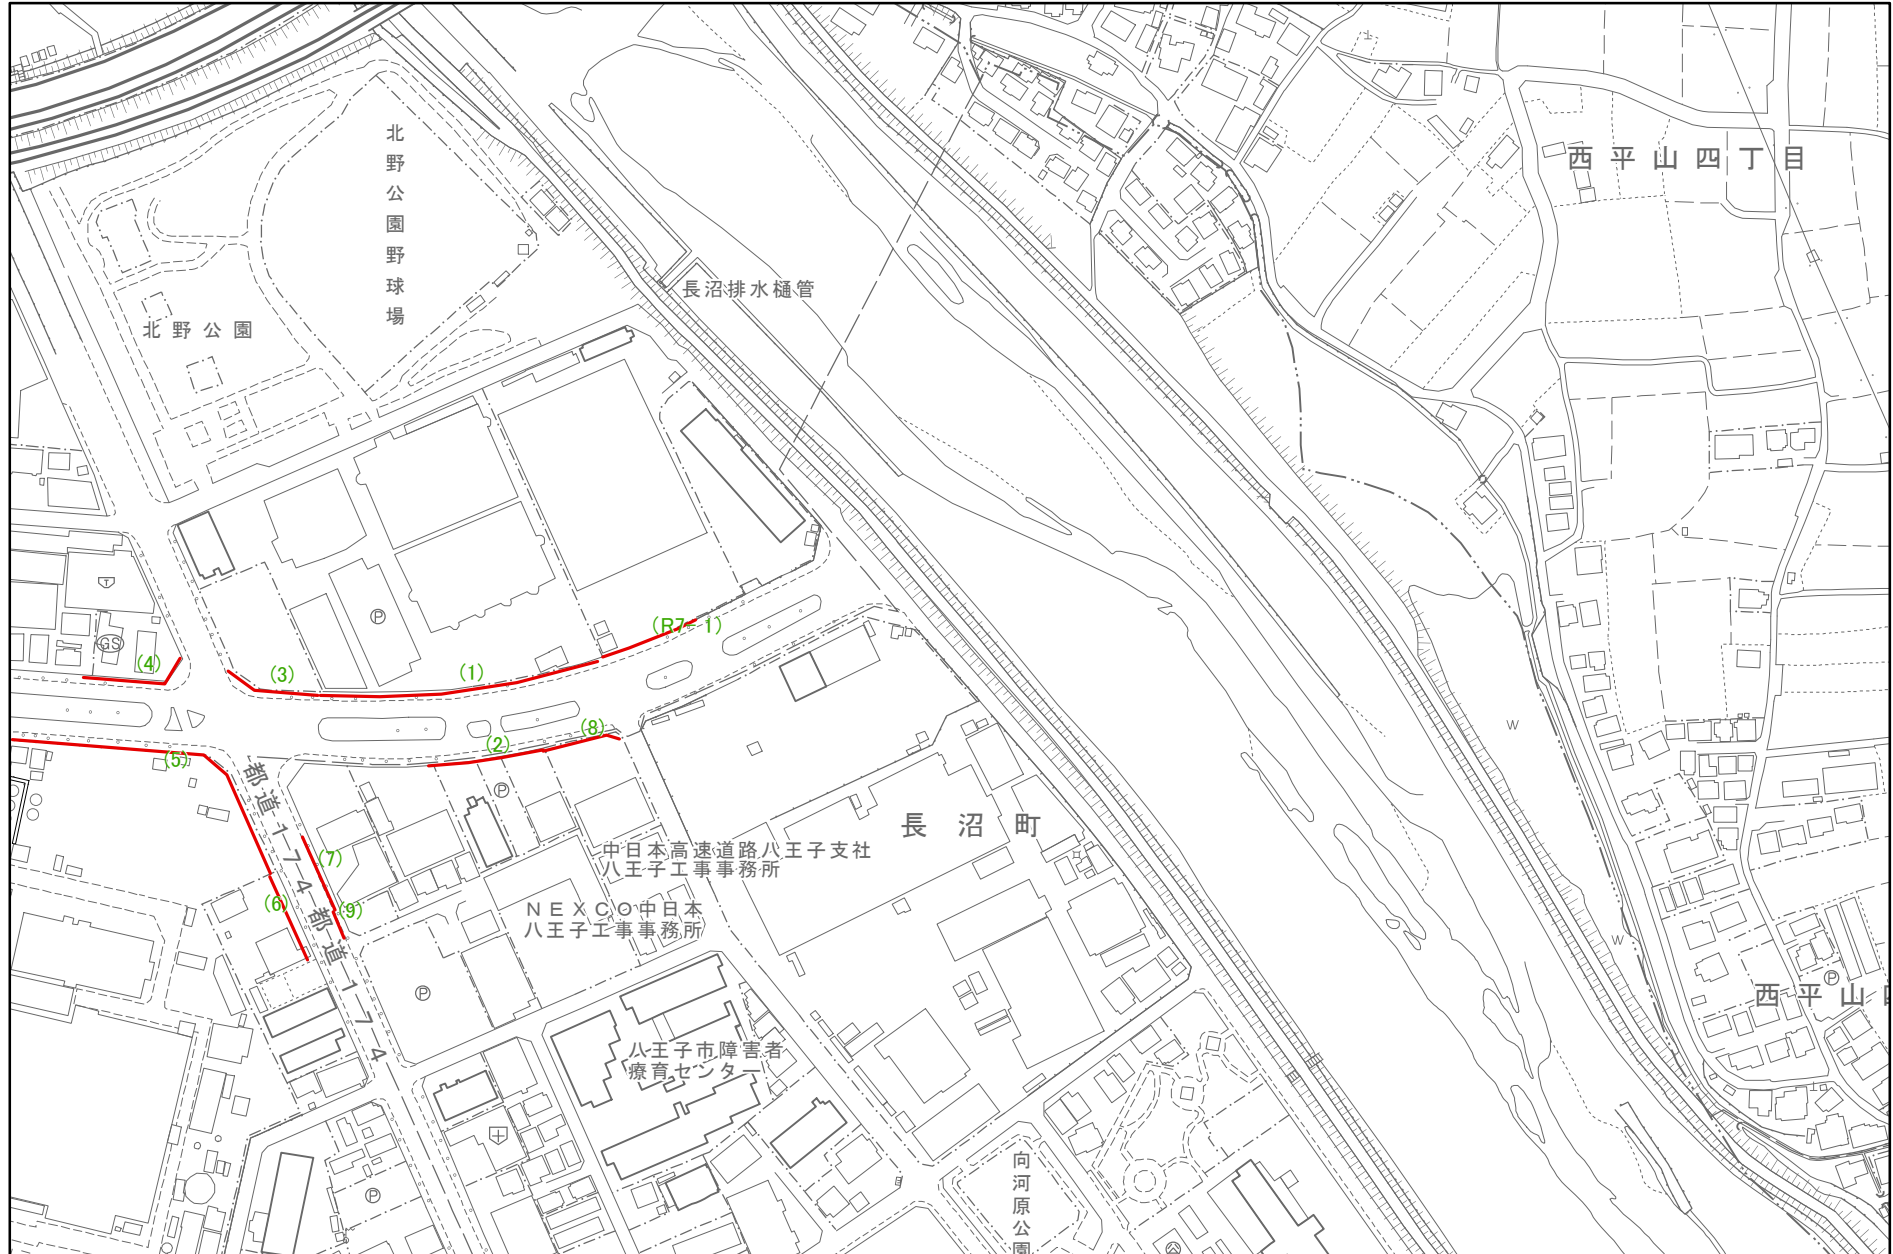 北野公園野球場
西平山四丁目
長沼排水樋管
北野公園
T
P
GS
(R7-1)
(4)
(3)
(1)
(8)
(2)
(5)
W
都道174
P
長沼町
(7)
中日本高速道路八王子支社
八王子工事事務所
(6)
(9)
NEXCO中日本
八王子工事事務所
都道174
W
P
P
西平山
八王子市障害者
療育センター
向河原公園
P